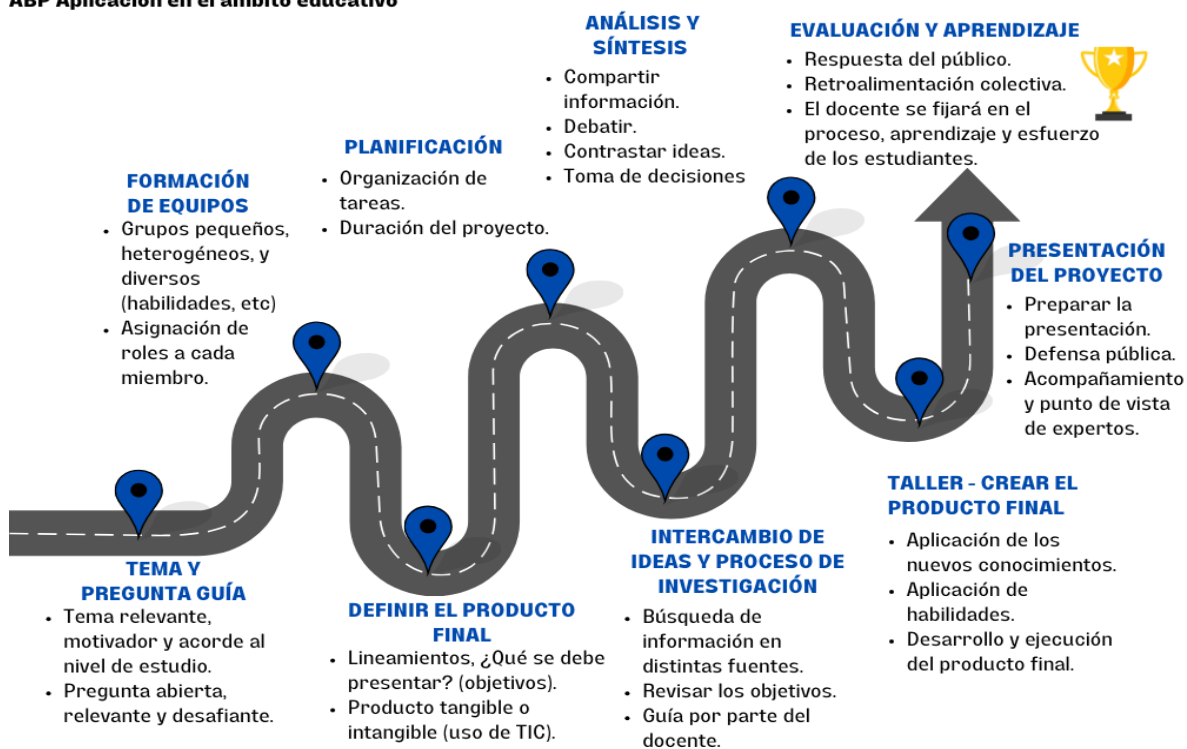 ABP Aplicación en el ámbito educativo
TEMA Y
PREGUNTA GUÍA
• Tema relevante,
motivador y acorde al
nivel de estudio.
• Pregunta abierta,
relevante y desafiante.
FORMACIÓN
DE EQUIPOS
• Grupos pequeños,
heterogéneos, y
diversos
(habilidades, etc)
• Asignación de
roles a cada
miembro.
DEFINIR EL PRODUCTO
FINAL
• Lineamientos, ¿Qué se debe
presentar? (objetivos).
• Producto tangible o
intangible (uso de TIC).
PLANIFICACIÓN
• Organización de
tareas.
• Duración del proyecto.
INTERCAMBIO DE
IDEAS Y PROCESO DE
INVESTIGACIÓN
• Búsqueda de
información en
distintas fuentes.
• Revisar los objetivos.
• Guía por parte del
docente.
ANÁLISIS Y
SÍNTESIS
• Compartir
información.
• Debatir.
• Contrastar ideas.
• Toma de decisiones
TALLER - CREAR EL
PRODUCTO FINAL
• Aplicación de los
nuevos conocimientos.
• Aplicación de
habilidades.
• Desarrollo y ejecución
del producto final.
PRESENTACIÓN
DEL PROYECTO
• Preparar la
presentación.
• Defensa pública.
• Acompañamiento
y punto de vista
de expertos.
EVALUACIÓN Y APRENDIZAJE
• Respuesta del público.
• Retroalimentación colectiva.
• El docente se fijará en el
proceso, aprendizaje y esfuerzo
de los estudiantes.